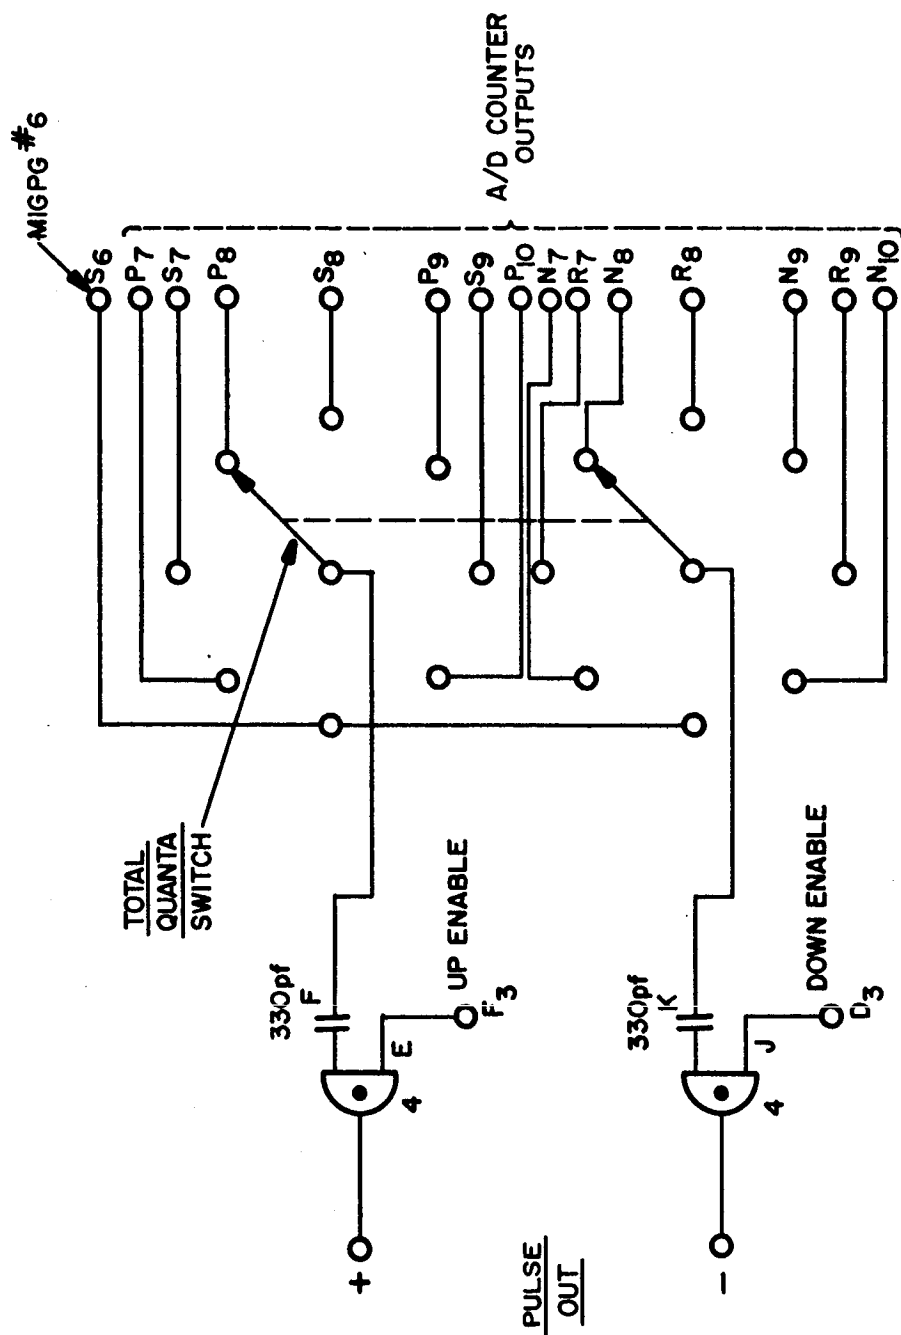 MIGPG #6
S6
P7
S7
P8
S8
P9
S9
P10
N7
R7
N8
R8
N9
R9
N10
A/D COUNTER
OUTPUTS
TOTAL
QUANTA
SWITCH
330pf
F
E
UP ENABLE
F3
4
+
330pf
K
J
DOWN ENABLE
D3
4
-
PULSE
OUT